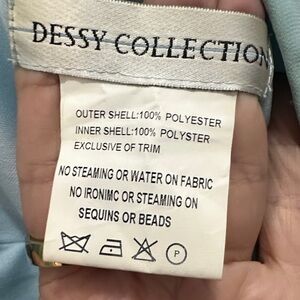 DESSY COLLECTION
OUTER SHELL:100% POLYESTER
INNER SHELL:100% POLYSTER
EXCLUSIVE OF TRIM
NO STEAMING OR WATER ON FABRIC
NO IRONIMC OR STEAMING ON
SEQUINS OR BEADS
P